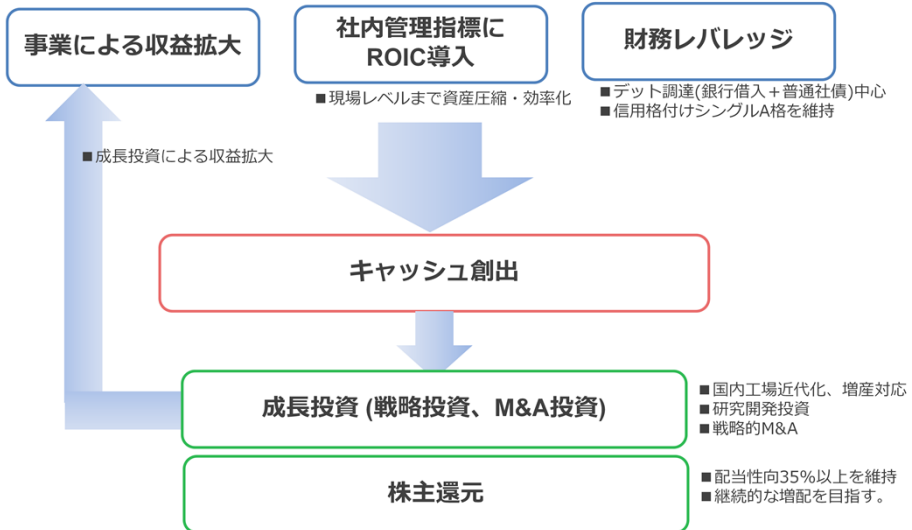 事業による収益拡大
社内管理指標に
ROIC導入
財務レバレッジ
■現場レベルまで資産圧縮・効率化
■デット調達(銀行借入＋普通社債)中心
■信用格付けシングルA格を維持
■成長投資による収益拡大
キャッシュ創出
成長投資 (戦略投資、M&A投資)
■国内工場近代化、増産対応
■研究開発投資
■戦略的M&A
株主還元
■配当性向35%以上を維持
■継続的な増配を目指す。